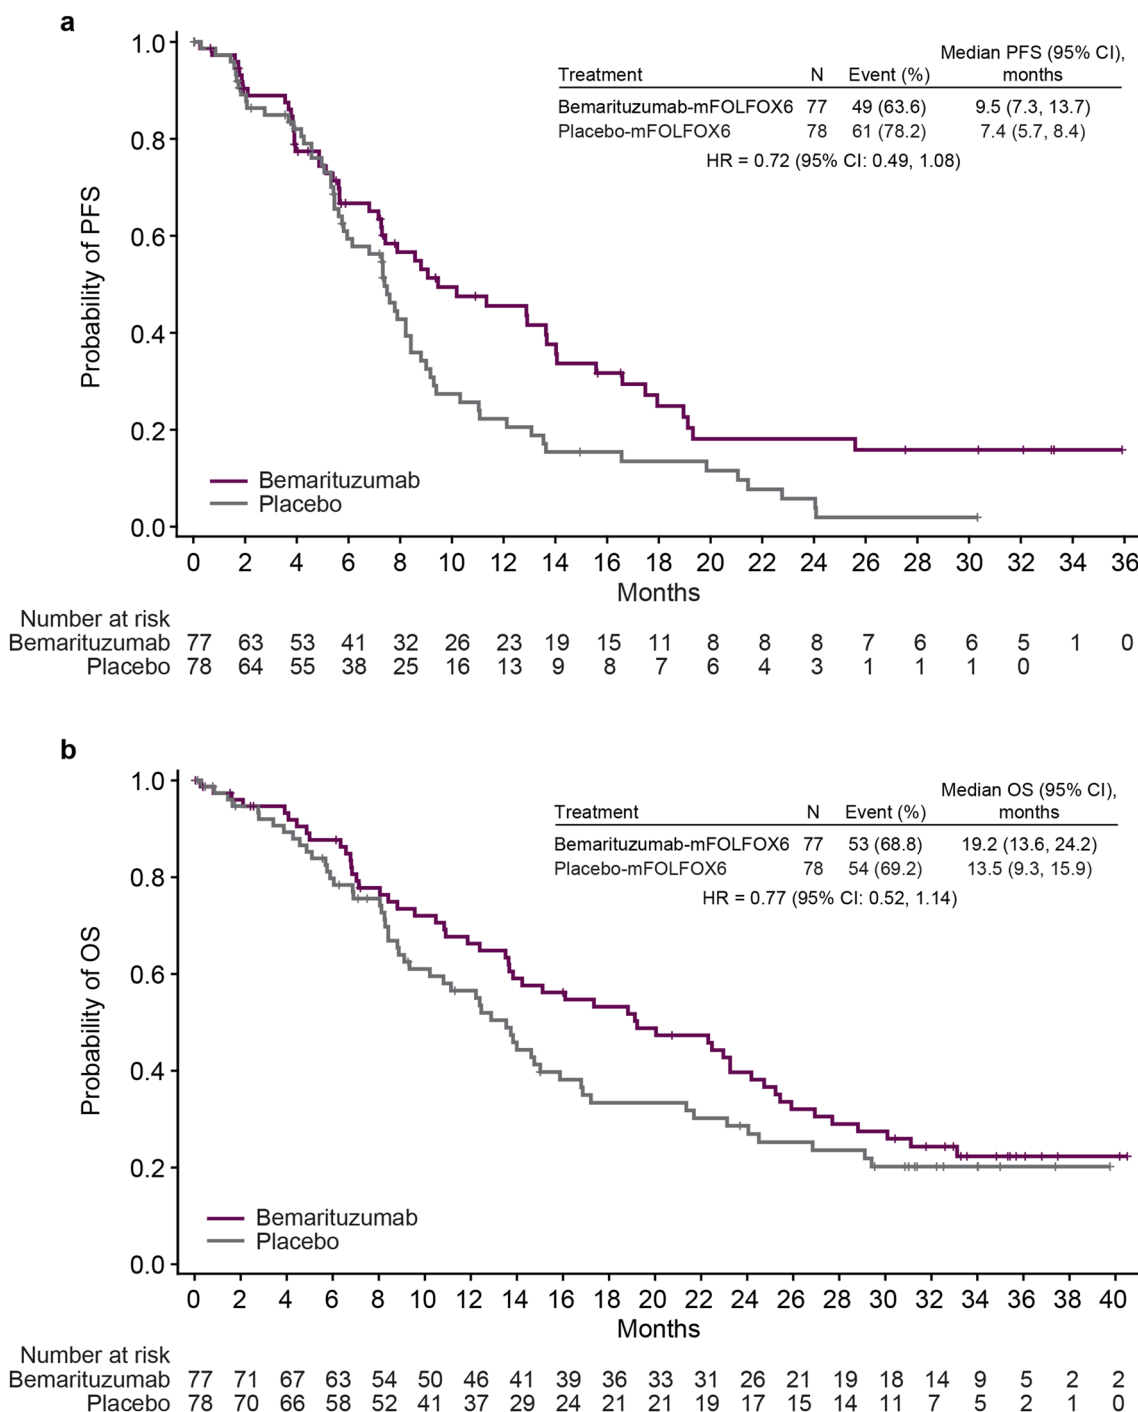 a
Median PFS (95% CI),
Treatment N Event (%) months
Bemarituzumab-mFOLFOX6 77 49 (63.6) 9.5 (7.3, 13.7)
Placebo-mFOLFOX6 78 61 (78.2) 7.4 (5.7, 8.4)
HR = 0.72 (95% CI: 0.49, 1.08)
Probability of PFS
1.0
0.8
0.6
0.4
0.2
0.0
Bemarituzumab
Placebo
0 2 4 6 8 10 12 14 16 18 20 22 24 26 28 30 32 34 36
Months
Number at risk
Bemarituzumab 77 63 53 41 32 26 23 19 15 11 8 8 8 7 6 6 5 1 0
Placebo 78 64 55 38 25 16 13 9 8 7 6 4 3 1 1 1 0
b
Median OS (95% CI),
Treatment N Event (%) months
Bemarituzumab-mFOLFOX6 77 53 (68.8) 19.2 (13.6, 24.2)
Placebo-mFOLFOX6 78 54 (69.2) 13.5 (9.3, 15.9)
HR = 0.77 (95% CI: 0.52, 1.14)
Probability of OS
1.0
0.8
0.6
0.4
0.2
0.0
Bemarituzumab
Placebo
0 2 4 6 8 10 12 14 16 18 20 22 24 26 28 30 32 34 36 38 40
Months
Number at risk
Bemarituzumab 77 71 67 63 54 50 46 41 39 36 33 31 26 21 19 18 14 9 5 2 2
Placebo 78 70 66 58 52 41 37 29 24 21 21 19 17 15 14 11 7 5 2 1 0